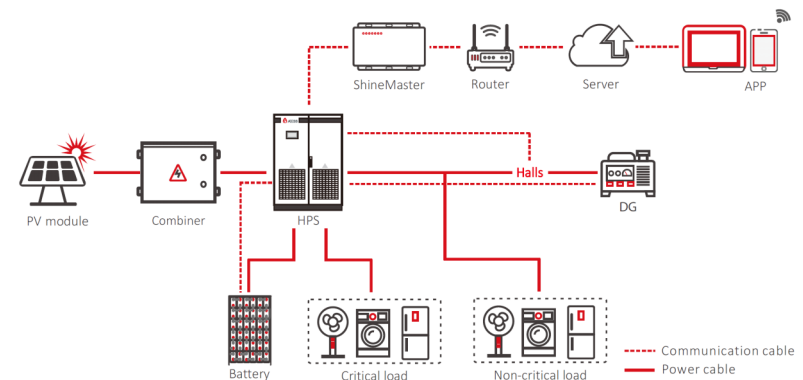 ShineMaster
Router
Server
APP
Halls
PV module
Combiner
HPS
DG
Battery
Critical load
Non-critical load
Communication cable
Power cable